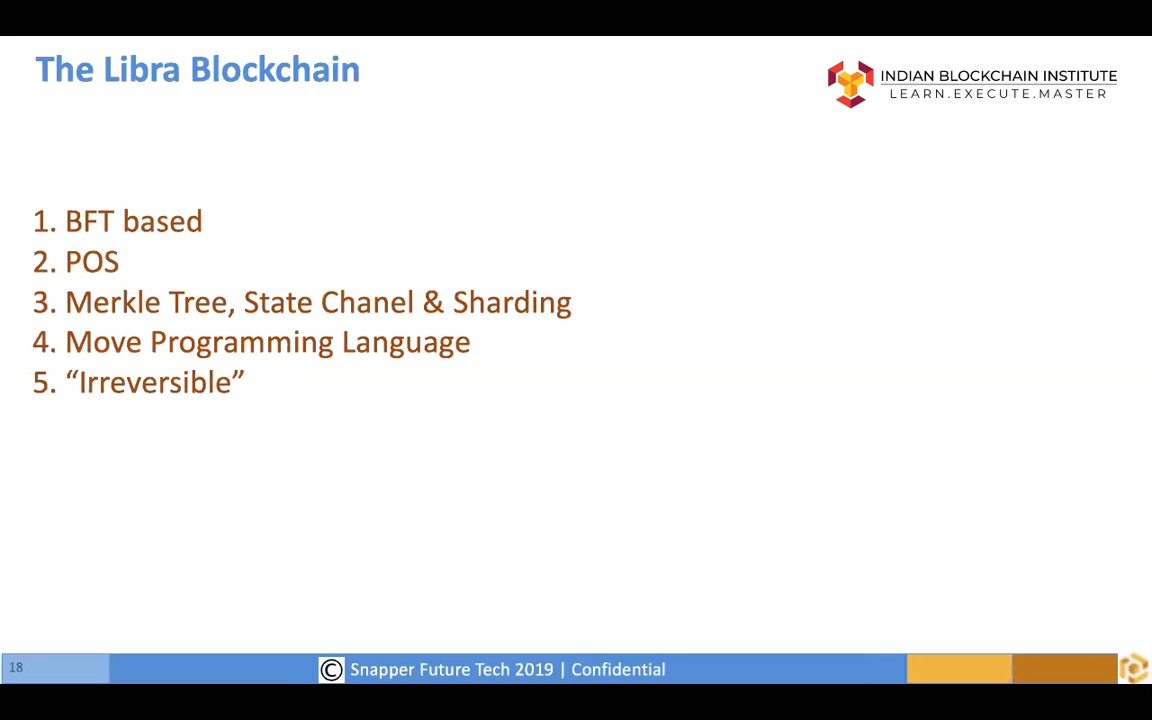 The Libra Blockchain
INDIAN BLOCKCHAIN INSTITUTE
LEARN.EXECUTE.MASTER
1. BFT based
2. POS
3. Merkle Tree, State Chanel & Sharding
4. Move Programming Language
5. “Irreversible”
18
© Snapper Future Tech 2019 | Confidential